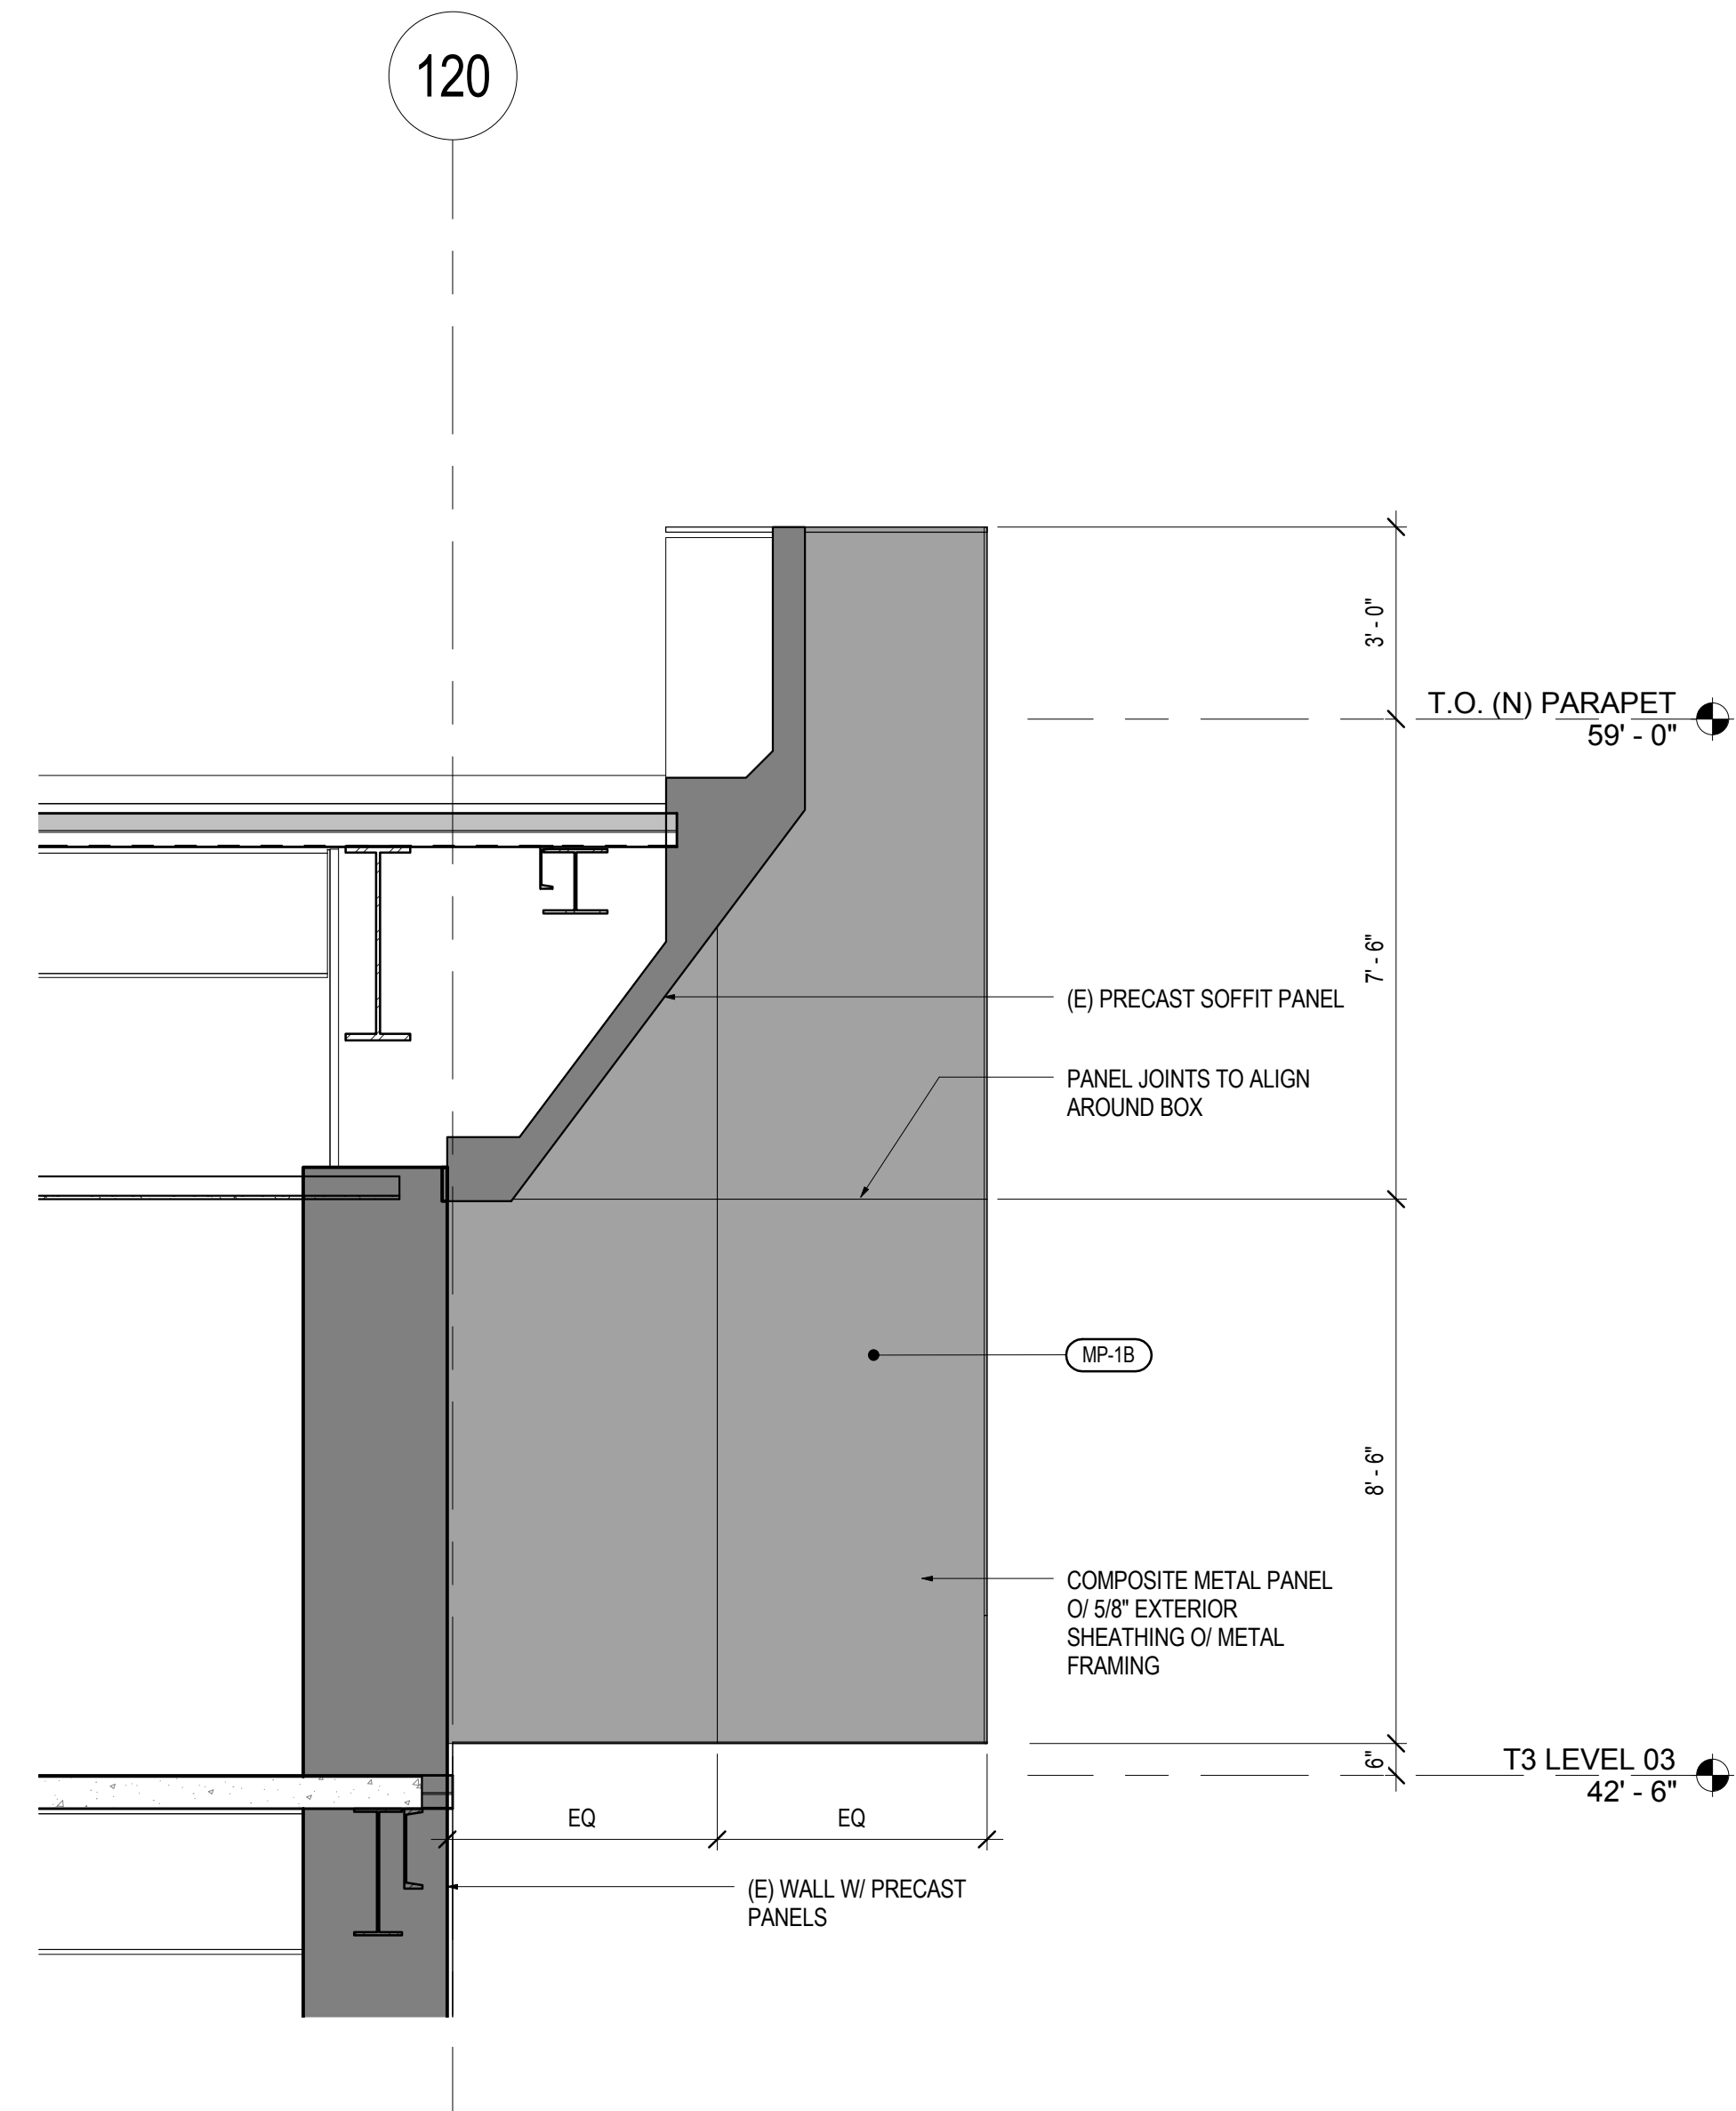 120
3' - 0"
T.O. (N) PARAPET
59' - 0"
7' - 6"
(E) PRECAST SOFFIT PANEL
PANEL JOINTS TO ALIGN
AROUND BOX
MP-1B
8' - 6"
COMPOSITE METAL PANEL
O/ 5/8" EXTERIOR
SHEATHING O/ METAL
FRAMING
6"
T3 LEVEL 03
42' - 6"
EQ
EQ
(E) WALL W/ PRECAST
PANELS